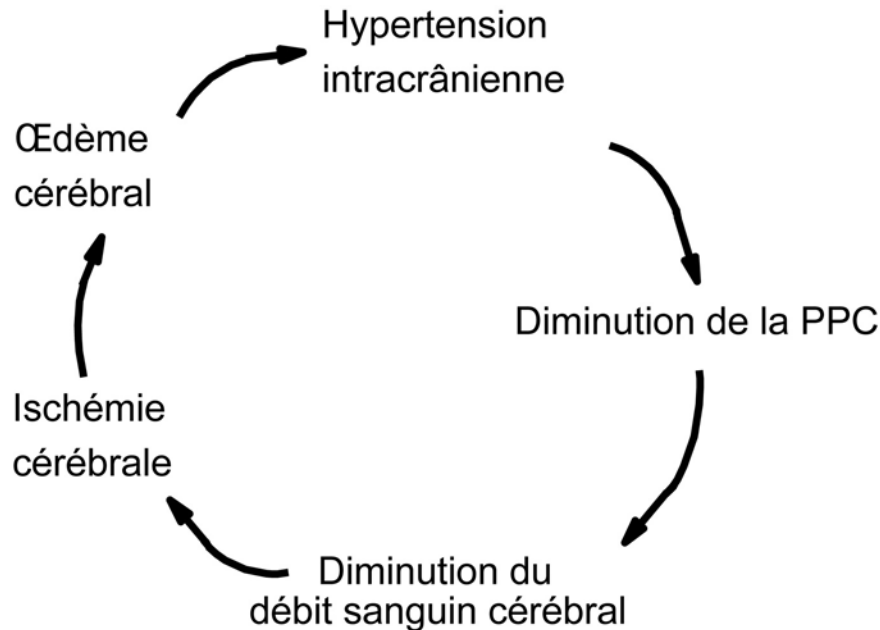 Hypertension
intracrânienne
Œdème
cérébral
Diminution de la PPC
Ischémie
cérébrale
Diminution du
débit sanguin cérébral